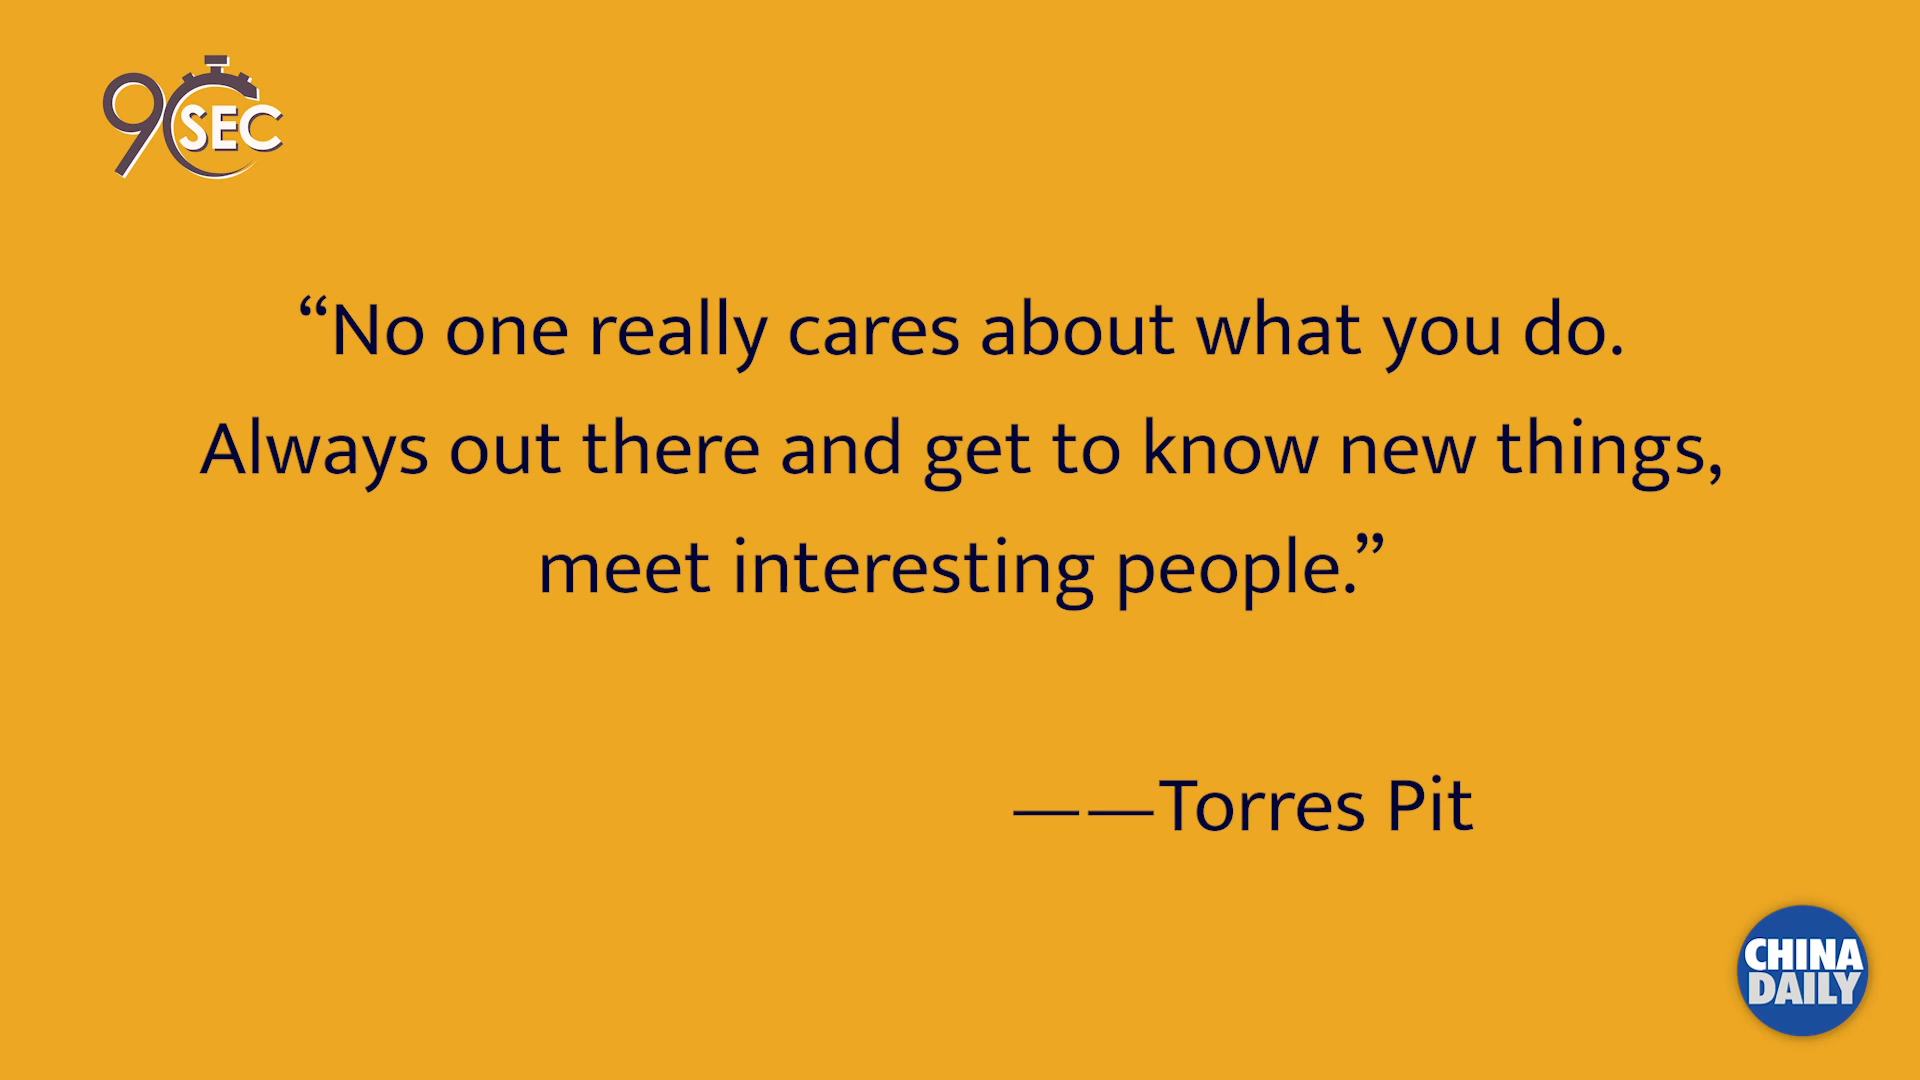 90SEC
“No one really cares about what you do.
Always out there and get to know new things,
meet interesting people.”
——Torres Pit
CHINA
DAILY